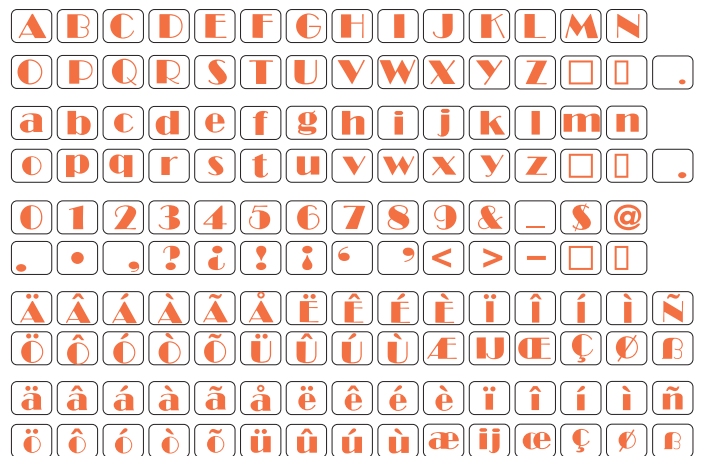 A B C D E F G H I J K L M N
O P Q R S T U V W X Y Z □ ▯ .
a b c d e f g h i j k l m n
o p q r s t u v w x y z □ ▯ .
0 1 2 3 4 5 6 7 8 9 & _ $ @
. • , ? ¿ ! ¡ ‘ ’ < > – □ ▯
Ä Â Á À Ã Å Ë Ê É È Ï Î Í Ì Ñ
Ö Ô Ó Ò Õ Ü Û Ú Ù Æ IJ Œ Ç Ø ß
ä â á à ã å ë ê é è ï î í ì ñ
ö ô ó ò õ ü û ú ù æ ij œ ç ø ß